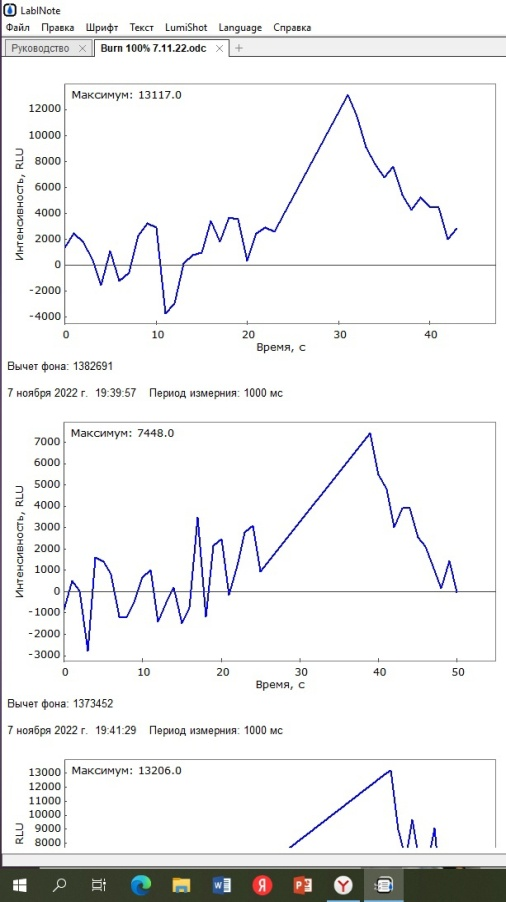 LablNote
Файл Правка Шрифт Текст LumiShot Language Справка
Руководство × Burn 100% 7.11.22.odc × +
Максимум: 13117.0
Интенсивность, RLU
12000
10000
8000
6000
4000
2000
0
-2000
-4000
0 10 20 30 40
Время, с
Вычет фона: 1382691
7 ноября 2022 г. 19:39:57 Период измерния: 1000 мс
Максимум: 7448.0
Интенсивность, RLU
7000
6000
5000
4000
3000
2000
1000
0
-1000
-2000
-3000
0 10 20 30 40 50
Время, с
Вычет фона: 1373452
7 ноября 2022 г. 19:41:29 Период измерния: 1000 мс
Максимум: 13206.0
RLU
13000
12000
11000
10000
9000
8000